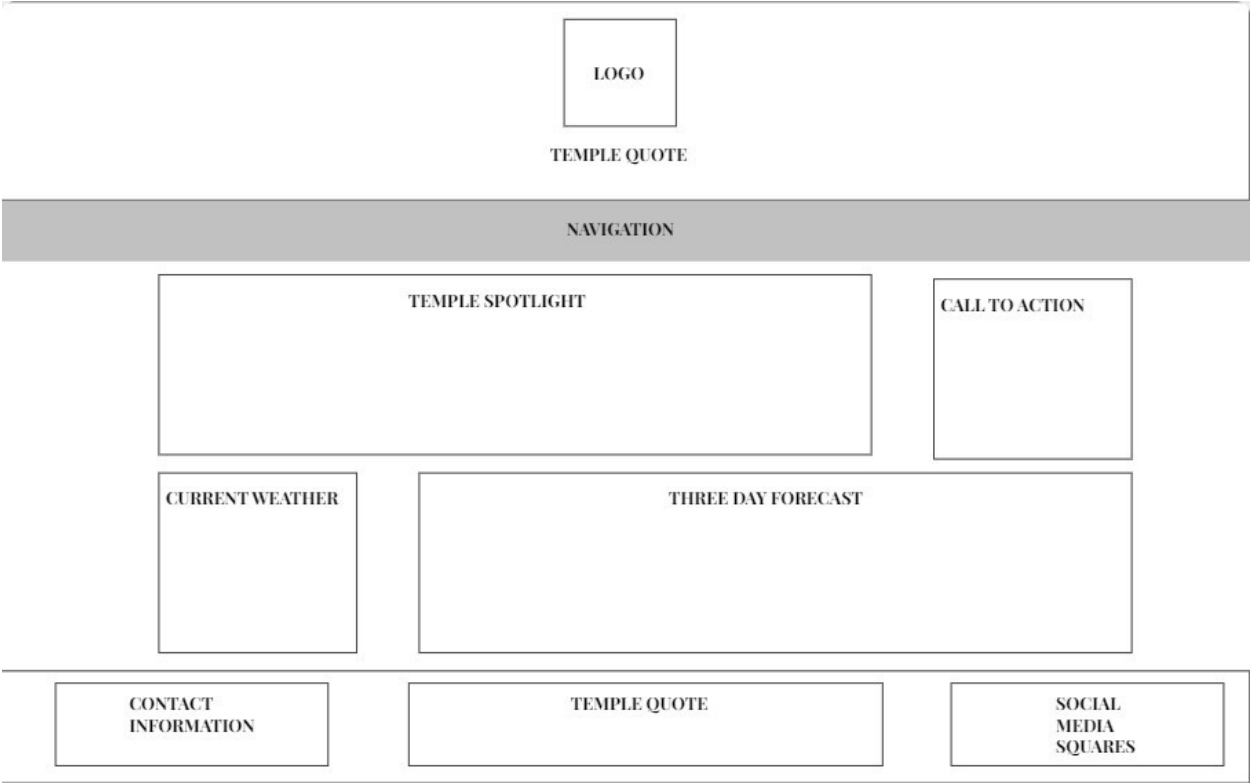 LOGO
TEMPLE QUOTE
NAVIGATION
TEMPLE SPOTLIGHT
CALL TO ACTION
CURRENT WEATHER
THREE DAY FORECAST
CONTACT
INFORMATION
TEMPLE QUOTE
SOCIAL
MEDIA
SQUARES